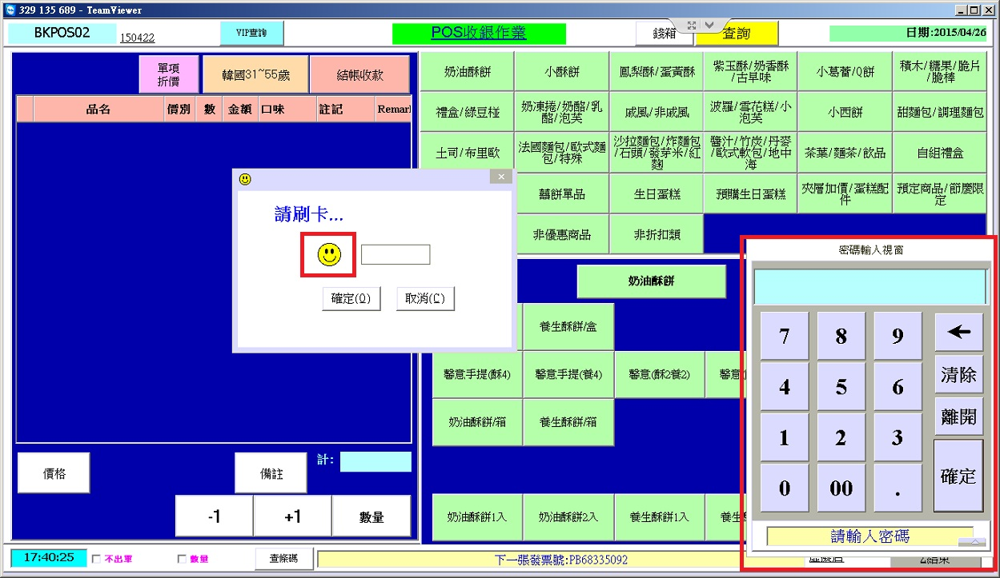 329 135 689 - TeamViewer
BKPOS02
150422
VIP查詢
POS收銀作業
錢箱
查詢
日期:2015/04/26
單項
折價
韓國31~55歲
結帳收款
品名
價別
數
金額
口味
註記
Remar
奶油酥餅
小酥餅
鳳梨酥/蛋黃酥
紫玉酥/奶香酥
/古早味
小葛蕾/Q餅
積木/糖果/脆片
/脆棒
禮盒/綠豆椪
奶凍捲/奶酪/乳
酪/泡芙
戚風/非戚風
波羅/雪花糕/小
泡芙
小西餅
甜麵包/調理麵包
土司/布里歐
法國麵包/歐式麵
包/特殊
沙拉麵包/炸麵包
/石頭/發芽米/紅
麴
醬汁/竹炭/丹麥
/歐式軟包/地中
海
茶葉/麵茶/飲品
自組禮盒
囍餅單品
生日蛋糕
預購生日蛋糕
夾層加價/蛋糕配
件
預定商品/節慶限
定
非優惠商品
非折扣類
請刷卡...
確定(O)
取消(C)
奶油酥餅
養生酥餅/盒
馨意手提(酥4)
馨意手提(養4)
馨意(酥2養2)
馨意
奶油酥餅/箱
養生酥餅/箱
奶油酥餅1入
奶油酥餅2入
養生酥餅1入
養生
密碼輸入視窗
7
8
9
←
4
5
6
清除
1
2
3
離開
0
00
.
確定
請輸入密碼
價格
備註
計:
-1
+1
數量
17:40:25
不出單
數量
查條碼
下一張發票號:PB68335092